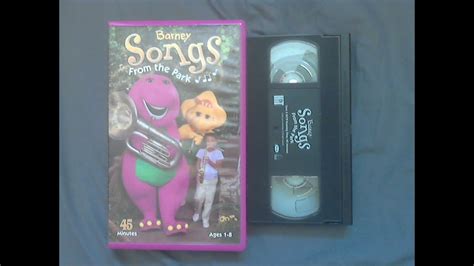 Barney
Songs
From the Park
45
Minutes
Ages 1-8
Barney
Songs
From the Park